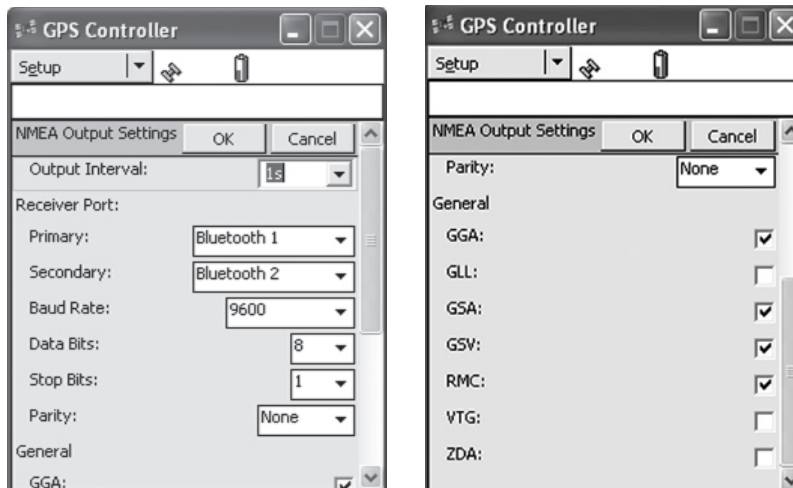 GPS Controller
Setup
NMEA Output Settings OK Cancel
Output Interval: 1s
Receiver Port:
Primary: Bluetooth 1
Secondary: Bluetooth 2
Baud Rate: 9600
Data Bits: 8
Stop Bits: 1
Parity: None
General
GGA:
GPS Controller
Setup
NMEA Output Settings OK Cancel
Parity: None
General
GGA:
GLL:
GSA:
GSV:
RMC:
VTG:
ZDA: